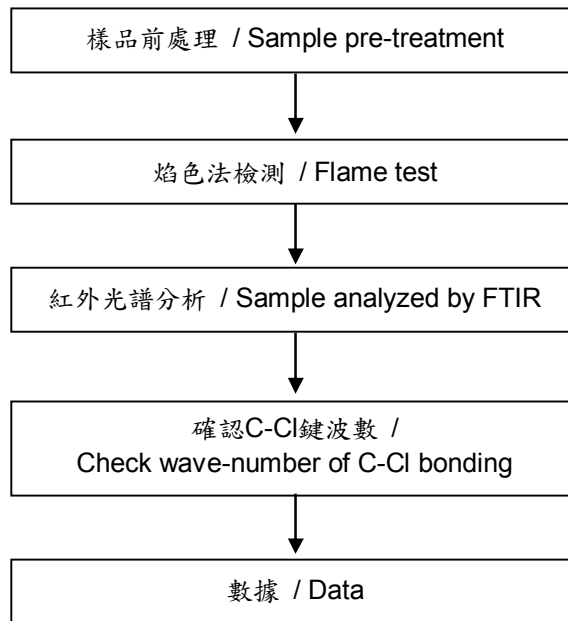 樣品前處理 / Sample pre-treatment
焰色法檢測 / Flame test
紅外光譜分析 / Sample analyzed by FTIR
確認C-Cl鍵波數 /
Check wave-number of C-Cl bonding
數據 / Data